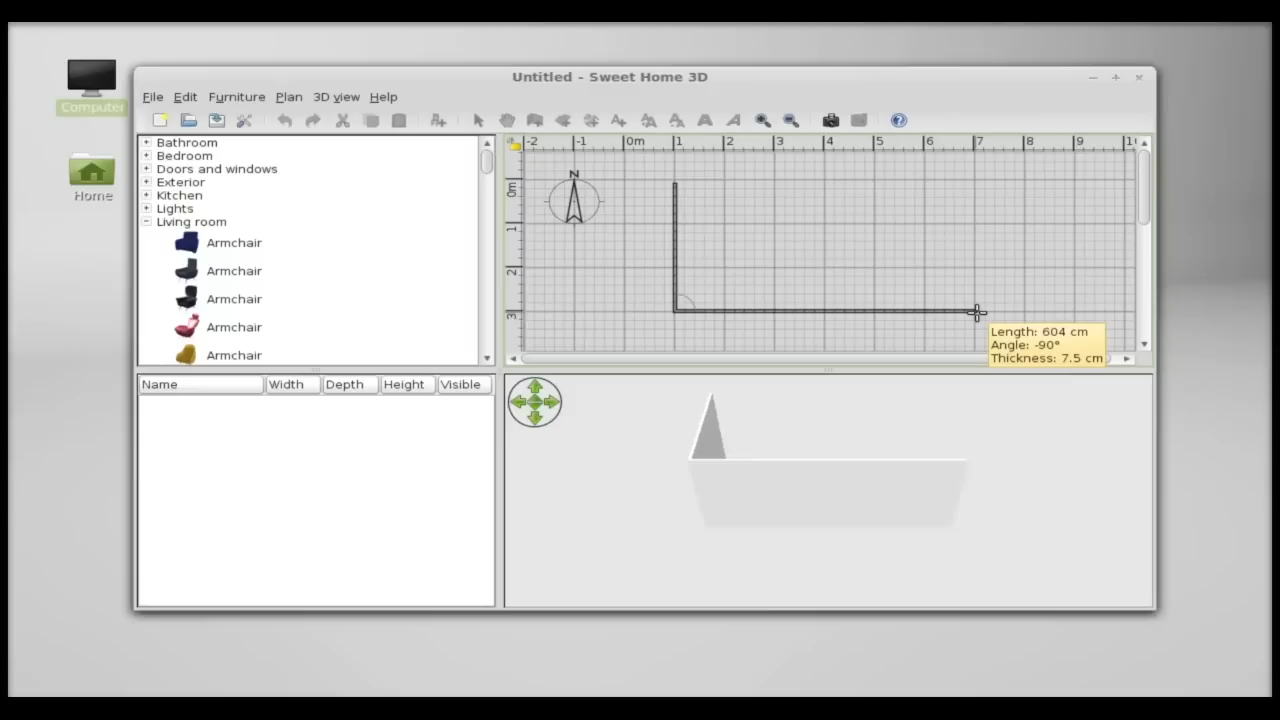 Untitled - Sweet Home 3D
File Edit Furniture Plan 3D view Help
Computer
Home
Bathroom
Bedroom
Doors and windows
Exterior
Kitchen
Lights
Living room
Armchair
Armchair
Armchair
Armchair
Armchair
-2 -1 0m 1 2 3 4 5 6 7 8 9
0m
1
2
3
N
Length: 604 cm
Angle: -90°
Thickness: 7.5 cm
Name Width Depth Height Visible